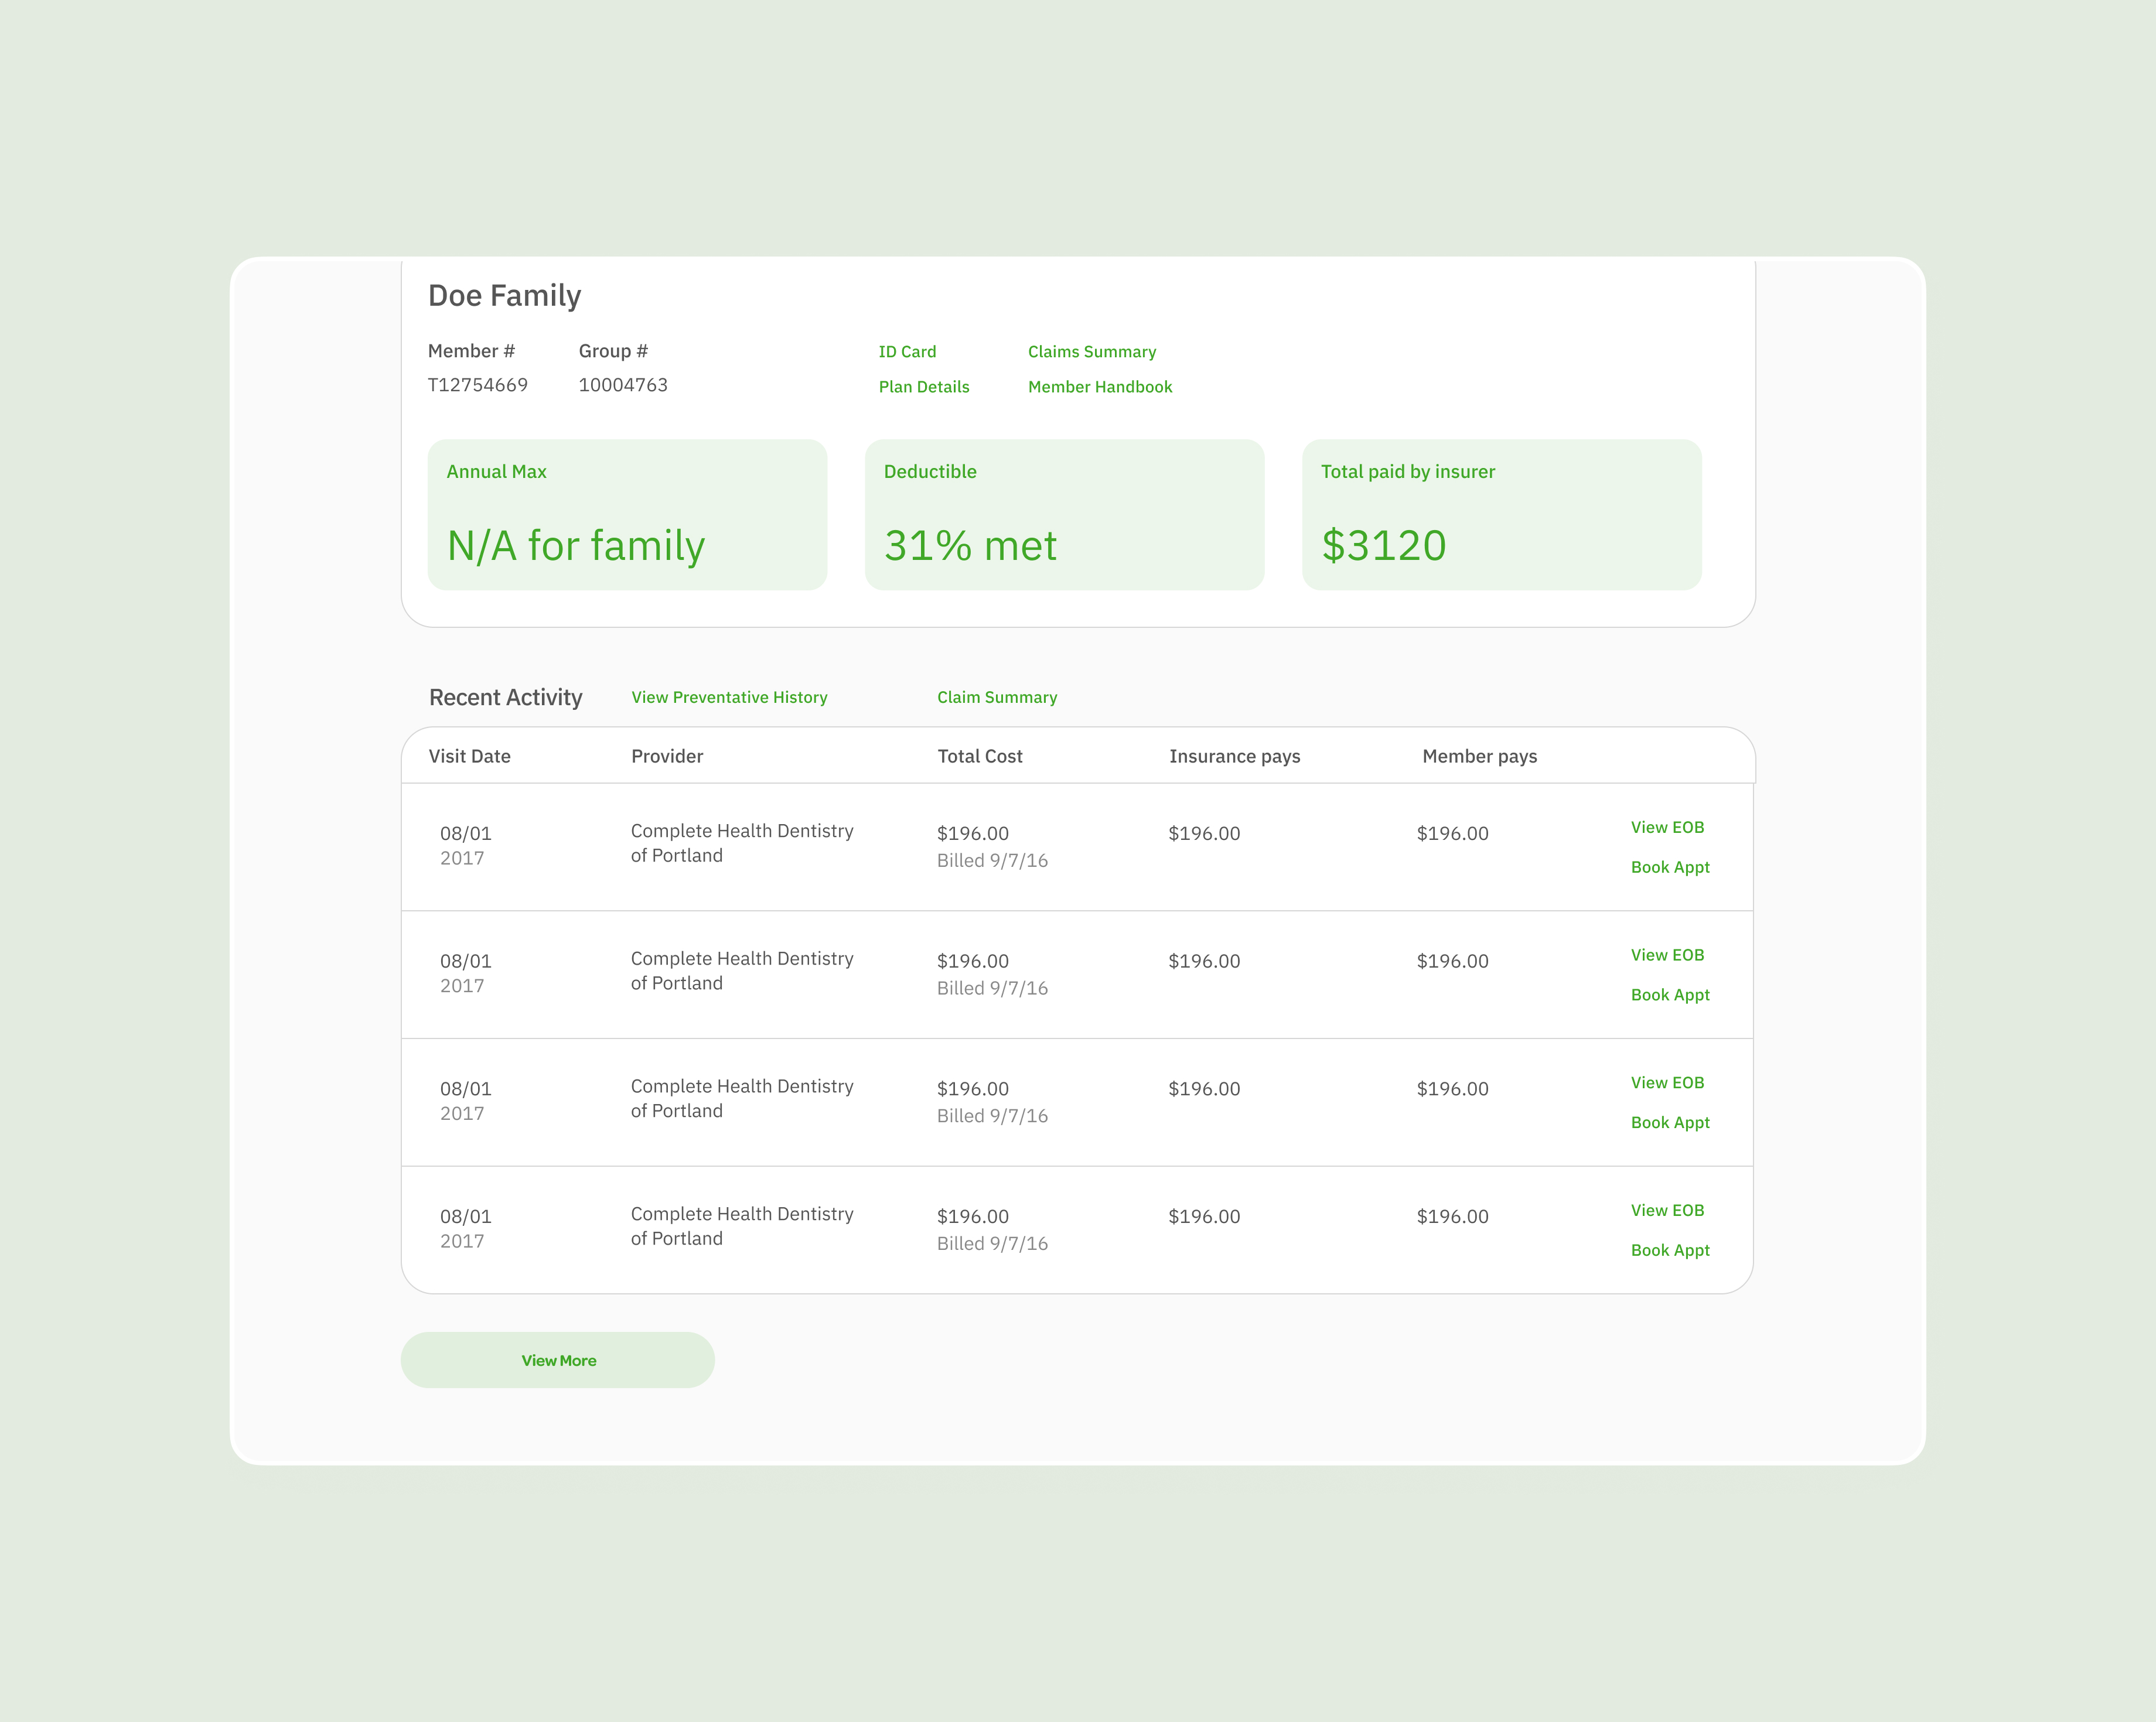 Doe Family
Member # Group # ID Card Claims Summary
T12754669 10004763 Plan Details Member Handbook
Annual Max Deductible Total paid by insurer
N/A for family 31% met $3120
Recent Activity View Preventative History Claim Summary
Visit Date Provider Total Cost Insurance pays Member pays
08/01 Complete Health Dentistry $196.00 $196.00 $196.00 View EOB
2017 of Portland Billed 9/7/16 Book Appt
08/01 Complete Health Dentistry $196.00 $196.00 $196.00 View EOB
2017 of Portland Billed 9/7/16 Book Appt
08/01 Complete Health Dentistry $196.00 $196.00 $196.00 View EOB
2017 of Portland Billed 9/7/16 Book Appt
08/01 Complete Health Dentistry $196.00 $196.00 $196.00 View EOB
2017 of Portland Billed 9/7/16 Book Appt
View More